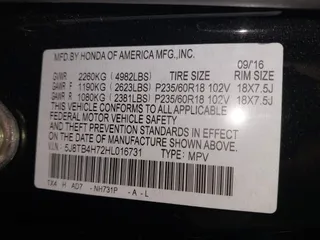 MFD.BY HONDA OF AMERICA MFG.,INC. 09/16
GVWR 2260KG (4982LBS) TIRE SIZE RIM SIZE
GAWR F 1190KG (2623LBS) P235/60R18 102V 18X7.5J
GAWR R 1080KG (2381LBS) P235/60R18 102V 18X7.5J
THIS VEHICLE CONFORMS TO ALL APPLICABLE
FEDERAL MOTOR VEHICLE SAFETY AND THEFT
PREVENTION STANDARDS IN EFFECT ON THE DATE
OF MANUFACTURE SHOWN ABOVE.
V.I.N.: 5J8TB4H72HL016731 TYPE: MPV
TX4 H AD7 - NH731P - A - L